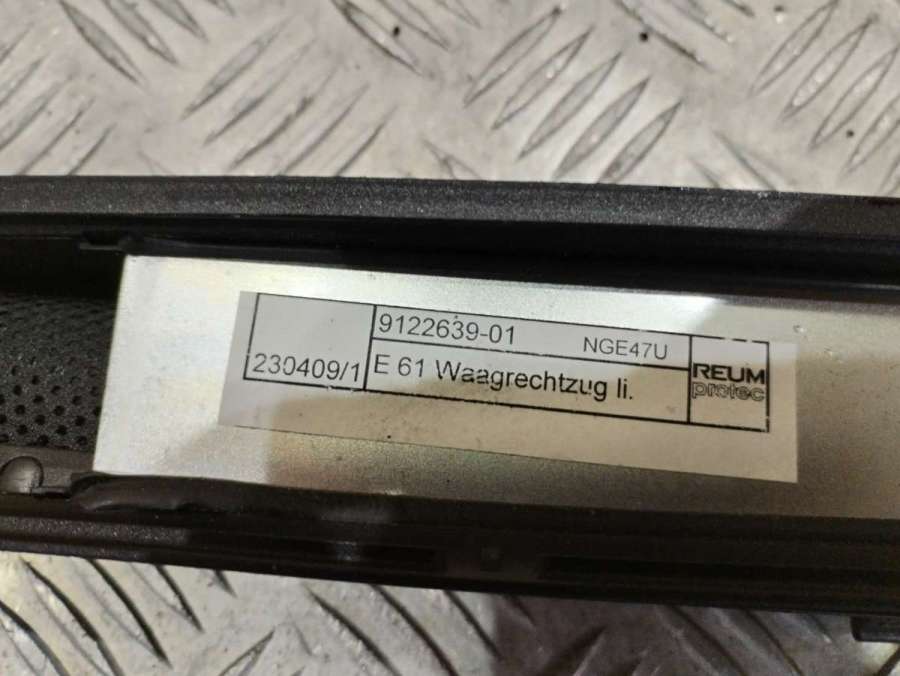 9122639-01 NGE47U
230409/1 E 61 Waagrechtzug li.
REUM
protec